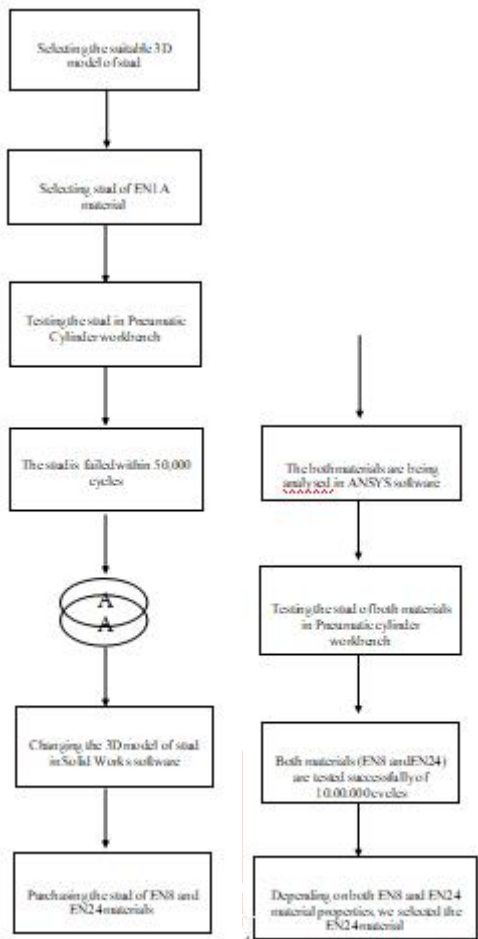 Selecting the suitable 3D
model of stud
Selecting stud of EN1A
material
Testing the stud in Pneumatic
Cylinder workbench
The stud is failed within 50,000
cycles
A
A
Changing the 3D model of stud
in Solid Works software
Purchasing the stud of EN8 and
EN24 materials
The both materials are being
analysed in ANSYS software
Testing the stud of both materials
in Pneumatic cylinder
workbench
Both materials (EN8 and EN24)
are tested successfully of
10,00,000 cycles
Depending on both EN8 and EN24
material properties, we selected the
EN24 material